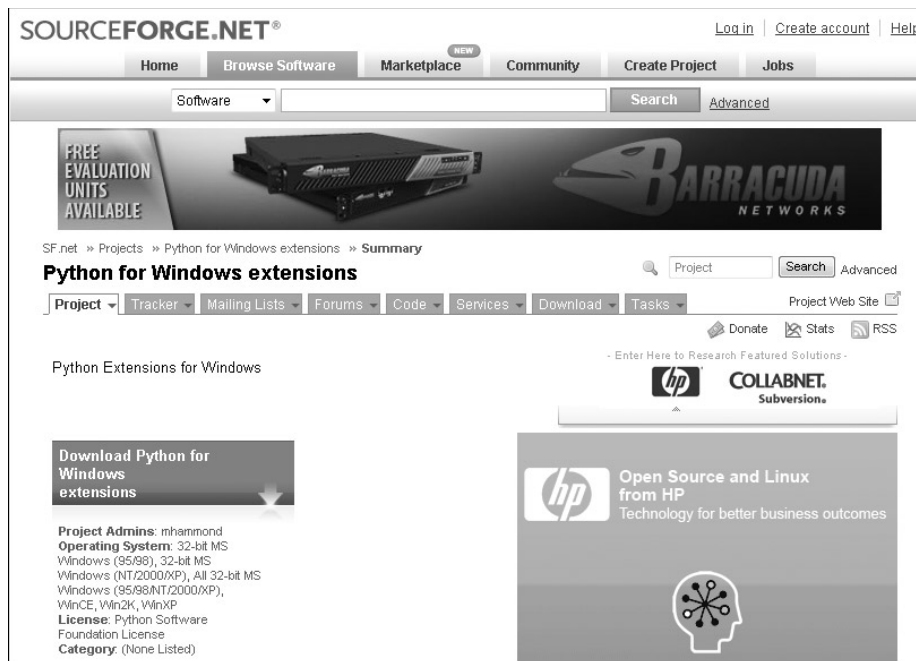 SOURCEFORGE.NET®
Log in | Create account | Help
NEW
Home Browse Software Marketplace Community Create Project Jobs
Software Search Advanced
FREE
EVALUATION
UNITS
AVAILABLE
BARRACUDA
NETWORKS
SF.net » Projects » Python for Windows extensions » Summary
Python for Windows extensions
Project Search Advanced
Project Tracker Mailing Lists Forums Code Services Download Tasks Project Web Site
Donate Stats RSS
- Enter Here to Research Featured Solutions -
Python Extensions for Windows
hp COLLABNET.
Subversion
Download Python for
Windows
extensions
Project Admins: mhammond
Operating System: 32-bit MS
Windows (95/98), 32-bit MS
Windows (NT/2000/XP), All 32-bit MS
Windows (95/98/NT/2000/XP),
WinCE, Win2K, WinXP
License: Python Software
Foundation License
Category: (None Listed)
hp
Open Source and Linux
from HP
Technology for better business outcomes